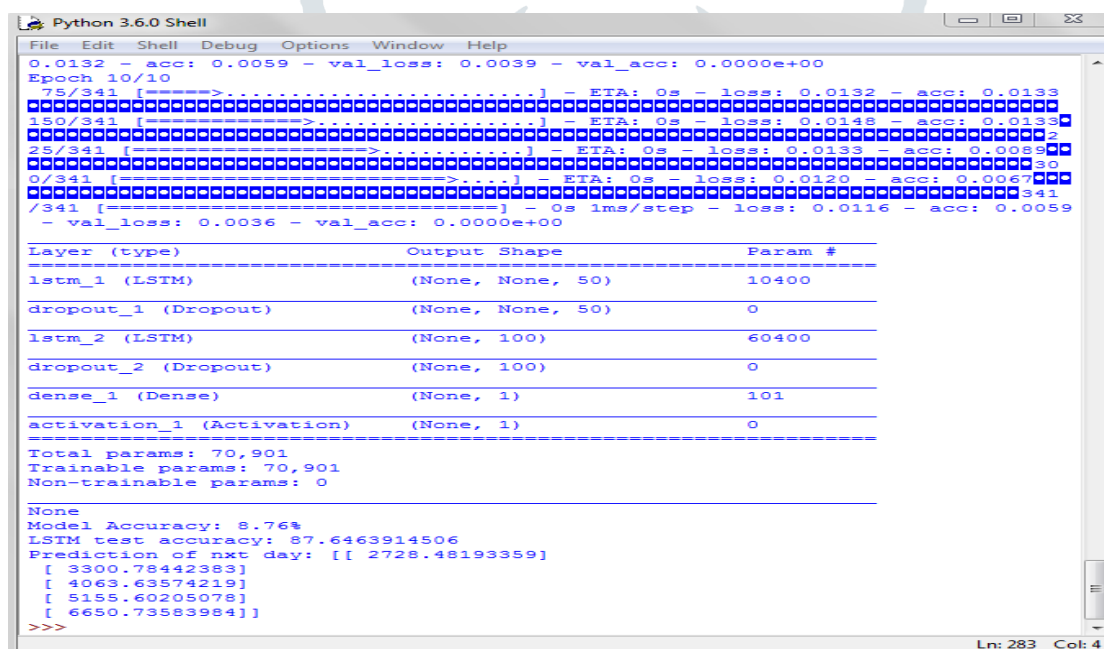 Python 3.6.0 Shell
File Edit Shell Debug Options Window Help
0.0132 - acc: 0.0059 - val_loss: 0.0039 - val_acc: 0.0000e+00
Epoch 10/10
75/341 [=====>..........................] - ETA: 0s - loss: 0.0132 - acc: 0.0133
150/341 [=============>.................] - ETA: 0s - loss: 0.0148 - acc: 0.0133
2
25/341 [===================>...........] - ETA: 0s - loss: 0.0133 - acc: 0.0089
30
0/341 [==========================>....] - ETA: 0s - loss: 0.0120 - acc: 0.0067
341
/341 [==============================] - 0s 1ms/step - loss: 0.0116 - acc: 0.0059
- val_loss: 0.0036 - val_acc: 0.0000e+00
Layer (type) Output Shape Param #
lstm_1 (LSTM) (None, None, 50) 10400
dropout_1 (Dropout) (None, None, 50) 0
lstm_2 (LSTM) (None, 100) 60400
dropout_2 (Dropout) (None, 100) 0
dense_1 (Dense) (None, 1) 101
activation_1 (Activation) (None, 1) 0
Total params: 70,901
Trainable params: 70,901
Non-trainable params: 0
None
Model Accuracy: 8.76%
LSTM test accuracy: 87.6463914506
Prediction of nxt day: [[ 2728.48193359]
[ 3300.78442383]
[ 4063.63574219]
[ 5155.60205078]
[ 6650.73583984]]
>>>
Ln: 283 Col: 4